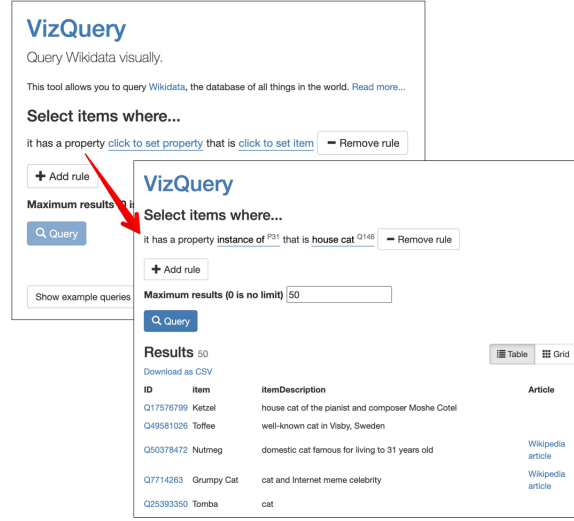 VizQuery
Query Wikidata visually.
This tool allows you to query Wikidata, the database of all things in the world. Read more...
Select items where...
it has a property click to set property that is click to set item − Remove rule
+ Add rule
Maximum results (0 is
Query
Show example queries
VizQuery
Select items where...
it has a property instance of P31 that is house cat Q146 − Remove rule
+ Add rule
Maximum results (0 is no limit) 50
Query
Results 50
Table Grid
Download as CSV
ID item itemDescription Article
Q17576799 Ketzel house cat of the pianist and composer Moshe Cotel
Q49581026 Toffee well-known cat in Visby, Sweden
Q50378472 Nutmeg domestic cat famous for living to 31 years old Wikipedia article
Q7714263 Grumpy Cat cat and Internet meme celebrity Wikipedia article
Q25393350 Tomba cat